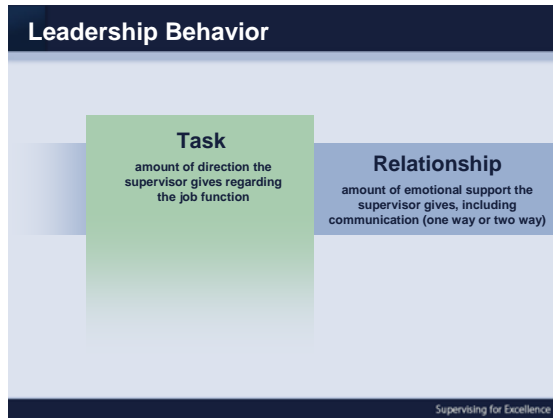 Leadership Behavior
Task
amount of direction the
supervisor gives regarding
the job function
Relationship
amount of emotional support the
supervisor gives, including
communication (one way or two way)
Supervising for Excellence